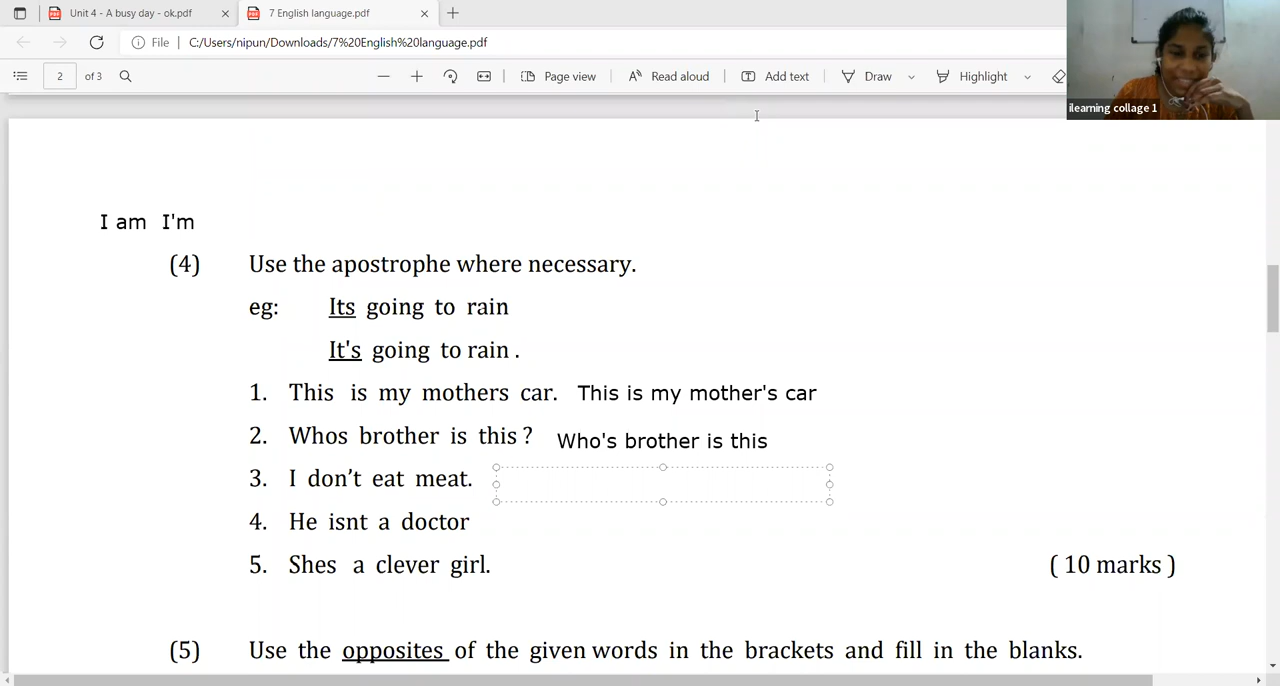 Unit 4 - A busy day - ok.pdf
7 English language.pdf
File | C:/Users/nipun/Downloads/7%20English%20language.pdf
2 of 3 Page view Read aloud Add text Draw Highlight
ilearning collage 1
I am I'm
(4) Use the apostrophe where necessary.
eg: Its going to rain
It's going to rain .
1. This is my mothers car. This is my mother's car
2. Whos brother is this ? Who's brother is this
3. I don’t eat meat.
4. He isnt a doctor
5. Shes a clever girl. ( 10 marks )
(5) Use the opposites of the given words in the brackets and fill in the blanks.